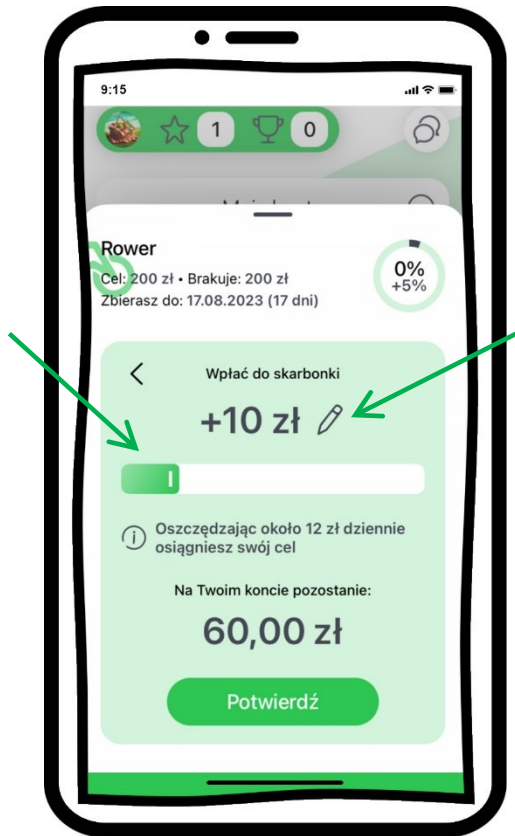 9:15
1
0
Rower
Cel: 200 zł • Brakuje: 200 zł
Zbierasz do: 17.08.2023 (17 dni)
0%
+5%
Wpłać do skarbonki
+10 zł
Oszczędzając około 12 zł dziennie
osiągniesz swój cel
Na Twoim koncie pozostanie:
60,00 zł
Potwierdź